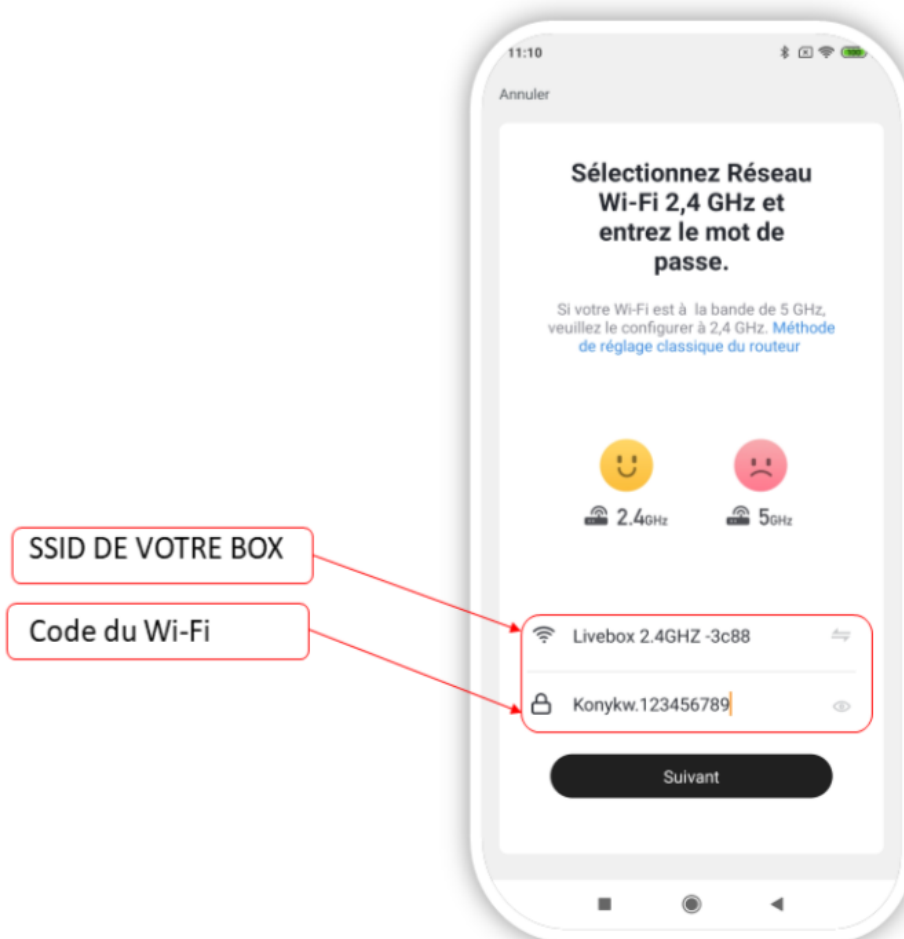 11:10
100
Annuler
Sélectionnez Réseau
Wi-Fi 2,4 GHz et
entrez le mot de
passe.
Si votre Wi-Fi est à la bande de 5 GHz,
veuillez le configurer à 2,4 GHz. Méthode
de réglage classique du routeur
2.4GHz
5GHz
SSID DE VOTRE BOX
Livebox 2.4GHZ -3c88
Code du Wi-Fi
Konykw.123456789
Suivant